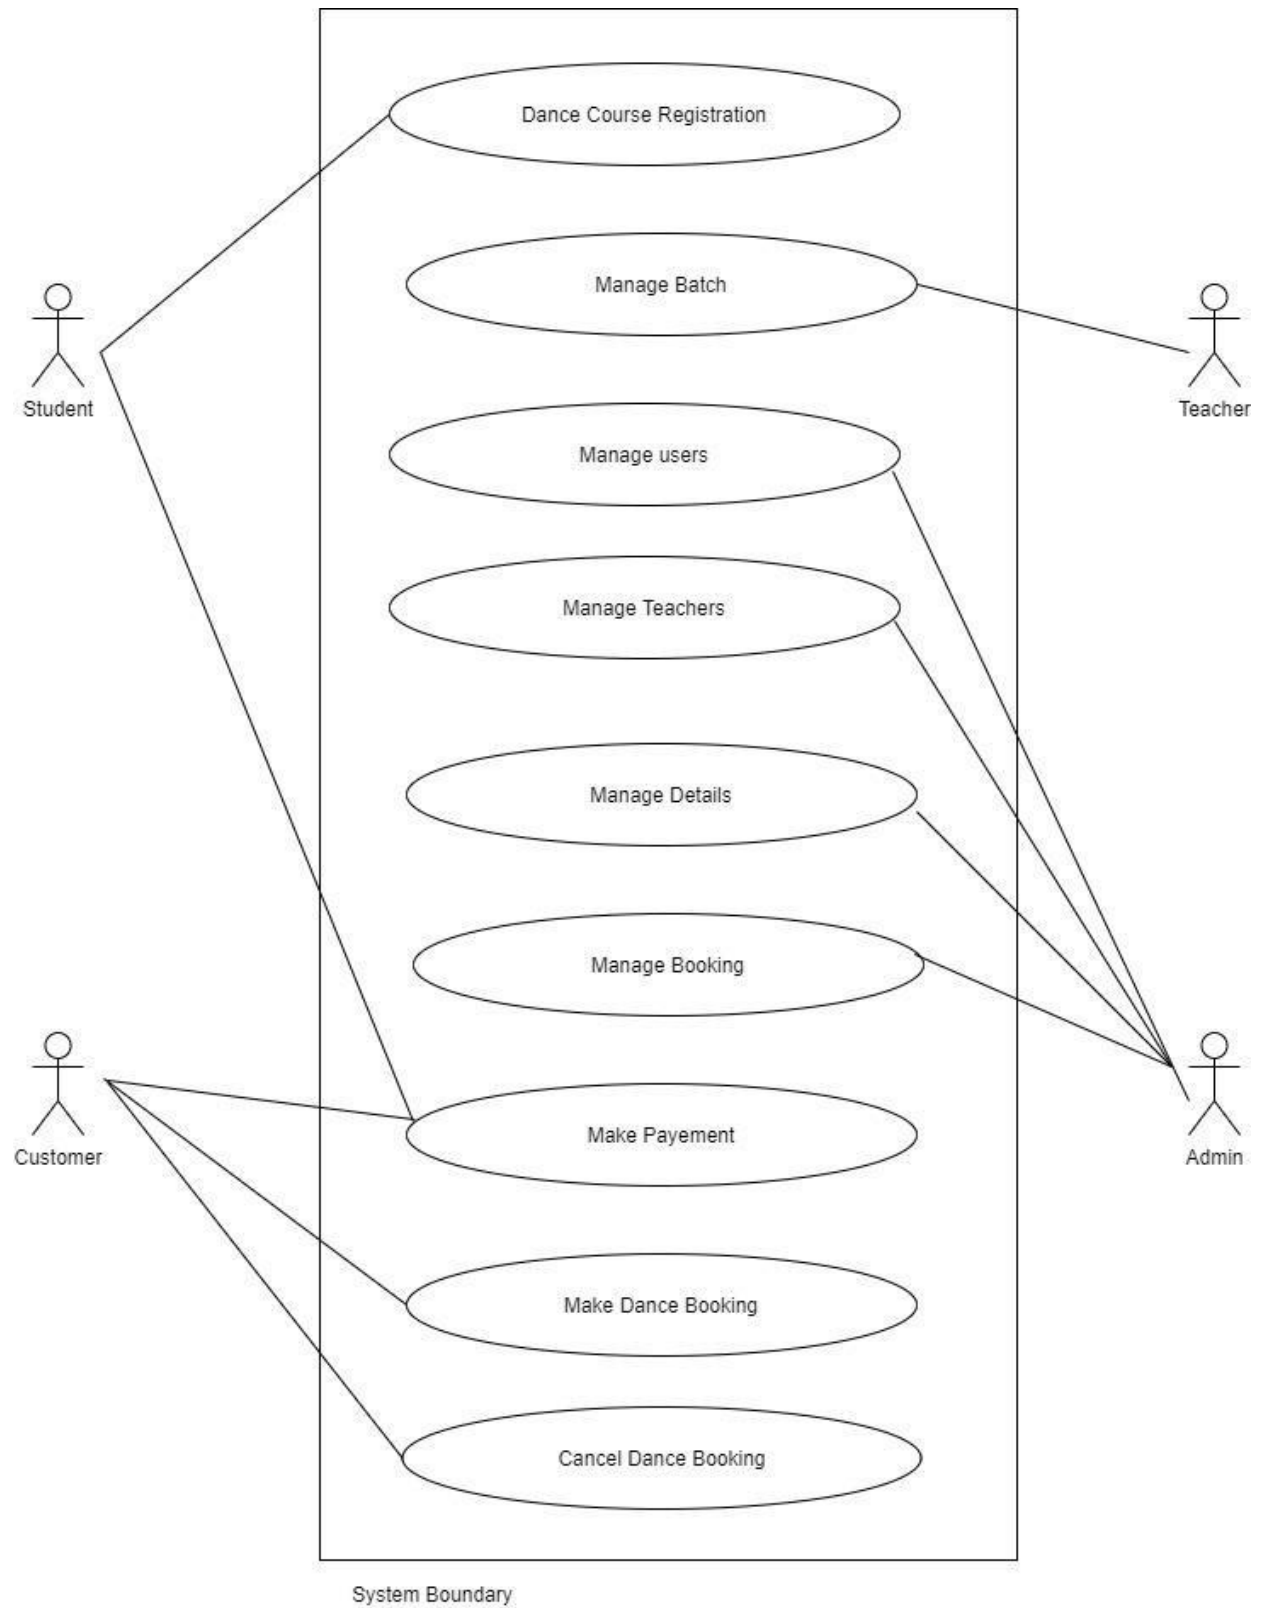 Dance Course Registration
Manage Batch
Student
Teacher
Manage users
Manage Teachers
Manage Details
Manage Booking
Customer
Make Payement
Admin
Make Dance Booking
Cancel Dance Booking
System Boundary